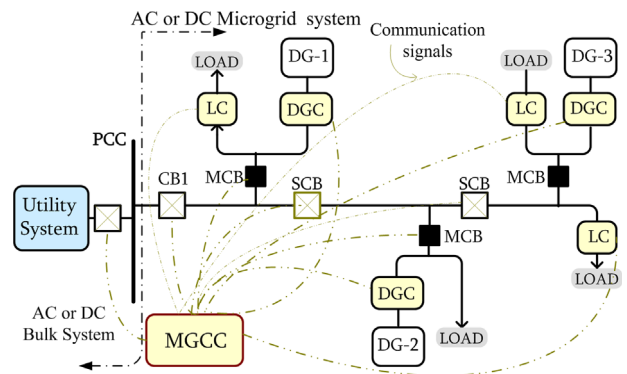 AC or DC Microgrid system
Communication
signals
LOAD
DG-1
LOAD
DG-3
LC
DGC
LC
DGC
PCC
CB1
MCB
SCB
SCB
MCB
Utility
System
MCB
LC
LOAD
DGC
AC or DC
Bulk System
MGCC
DG-2
LOAD